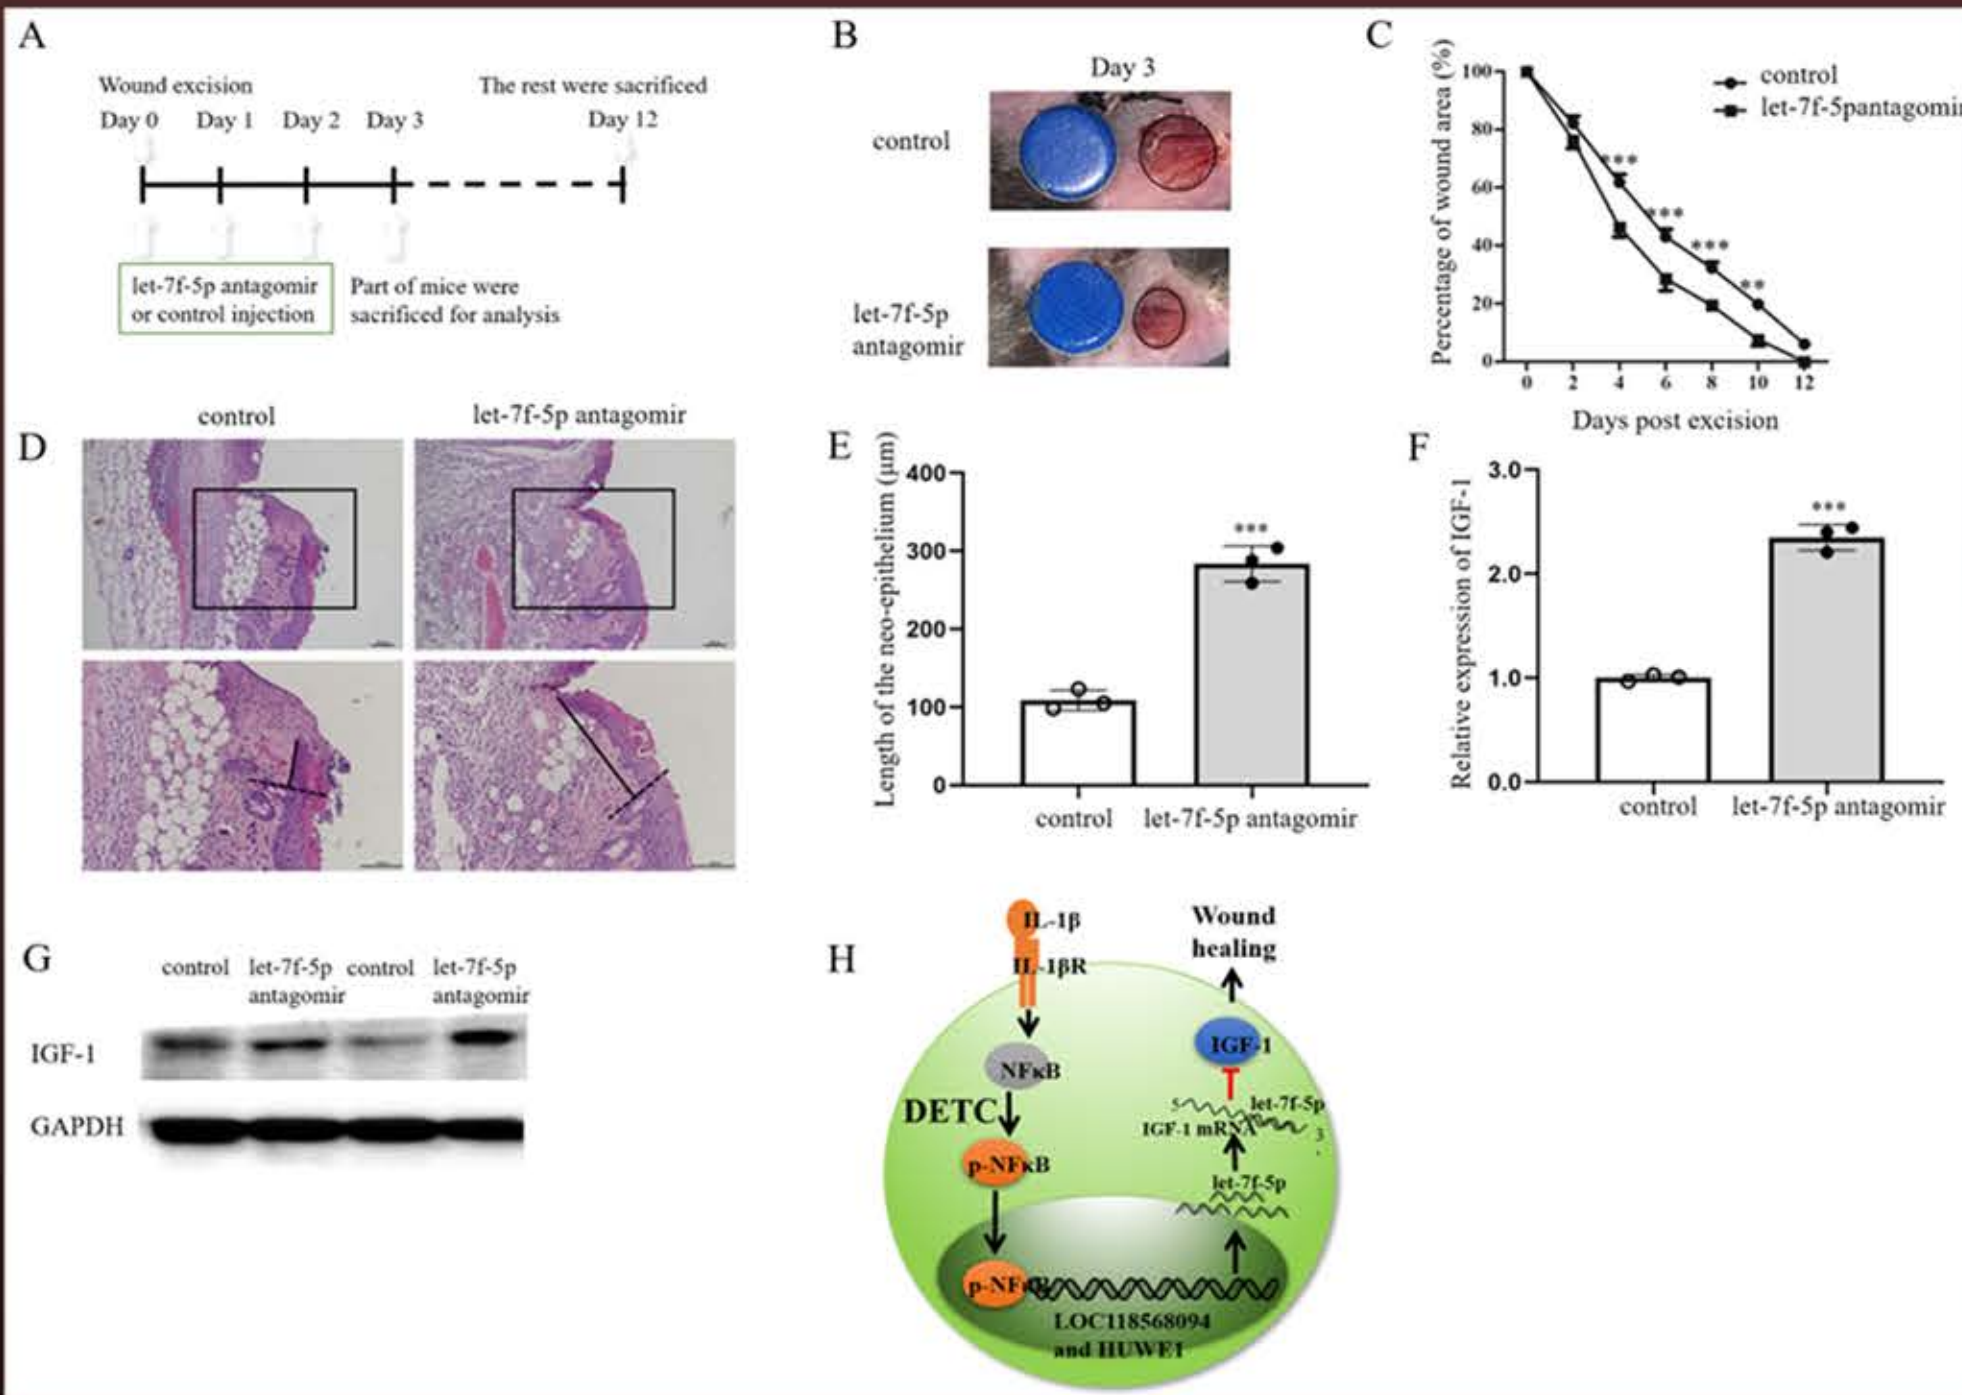 A
Wound excision
The rest were sacrificed
Day 0
Day 1
Day 2
Day 3
Day 12
let-7f-5p antagomir
or control injection
Part of mice were
sacrificed for analysis
B
Day 3
control
let-7f-5p
antagomir
C
Percentage of wound area (%)
100
80
60
40
20
0
***
***
***
**
control
let-7f-5pantagomir
0 2 4 6 8 10 12
Days post excision
D
control
let-7f-5p antagomir
E
Length of the neo-epithelium (μm)
400
300
200
100
0
***
control
let-7f-5p antagomir
F
Relative expression of IGF-1
3.0
2.0
1.0
0.0
***
control
let-7f-5p antagomir
G
control
let-7f-5p
antagomir
control
let-7f-5p
antagomir
IGF-1
GAPDH
H
IL-1β
IL-1βR
NFκB
DETC
p-NFκB
p-NFκB
LOC118568094
and HUWE1
let-7f-5p
5
let-7f-5p
IGF-1 mRNA
3
IGF-1
Wound
healing